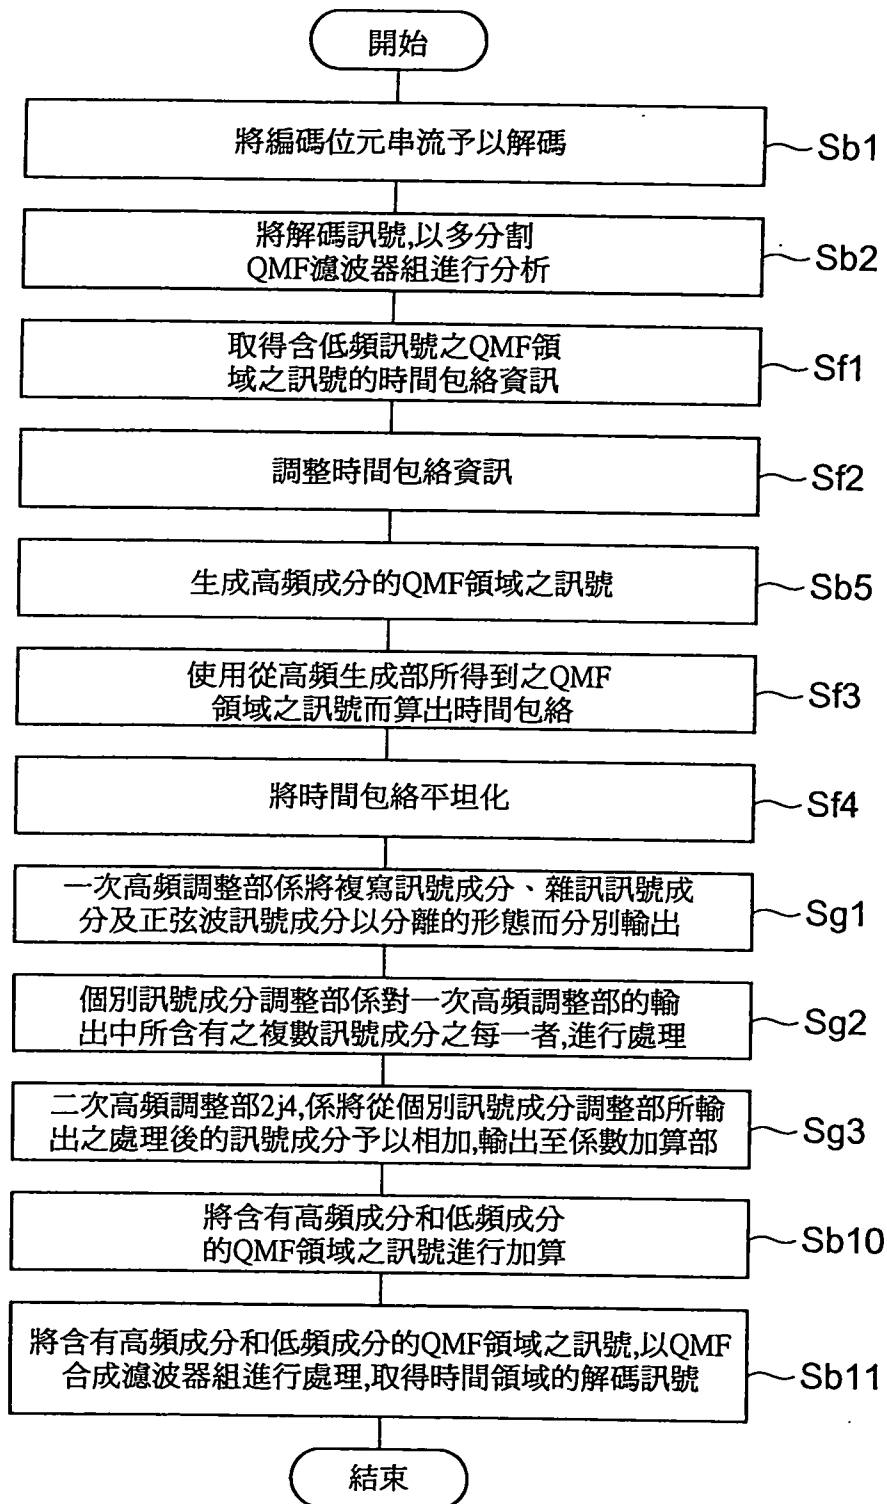 開始
將編碼位元串流予以解碼
Sb1
將解碼訊號,以多分割
QMF濾波器組進行分析
Sb2
取得含低頻訊號之QMF領
域之訊號的時間包絡資訊
Sf1
調整時間包絡資訊
Sf2
生成高頻成分的QMF領域之訊號
Sb5
使用從高頻生成部所得到之QMF
領域之訊號而算出時間包絡
Sf3
將時間包絡平坦化
Sf4
一次高頻調整部係將複寫訊號成分、雜訊訊號成
分及正弦波訊號成分以分離的形態而分別輸出
Sg1
個別訊號成分調整部係對一次高頻調整部的輸
出中所含有之複數訊號成分之每一者,進行處理
Sg2
二次高頻調整部2j4,係將從個別訊號成分調整部所輸
出之處理後的訊號成分予以相加,輸出至係數加算部
Sg3
將含有高頻成分和低頻成分
的QMF領域之訊號進行加算
Sb10
將含有高頻成分和低頻成分的QMF領域之訊號,以QMF
合成濾波器組進行處理,取得時間領域的解碼訊號
Sb11
結束